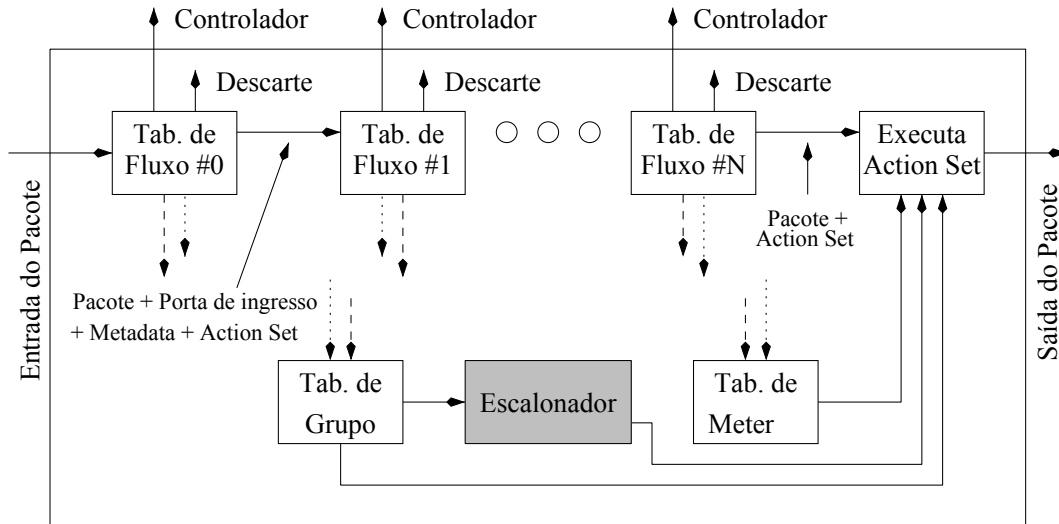 Controlador
Controlador
Controlador
Descarte
Descarte
Descarte
Tab. de
Fluxo #0
Tab. de
Fluxo #1
Tab. de
Fluxo #N
Executa
Action Set
Entrada do Pacote
Pacote + Porta de ingresso
+ Metadata + Action Set
Pacote +
Action Set
Saída do Pacote
Tab. de
Grupo
Escalonador
Tab. de
Meter